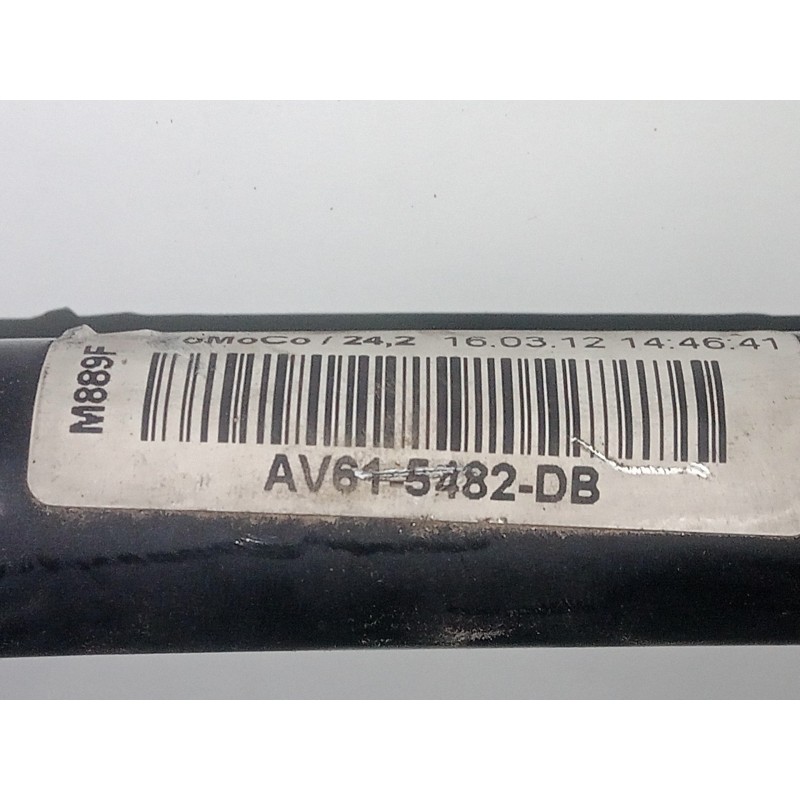 oMoCo / 24,2 16.03.12 14:46:41
M889F
AV61-5482-DB